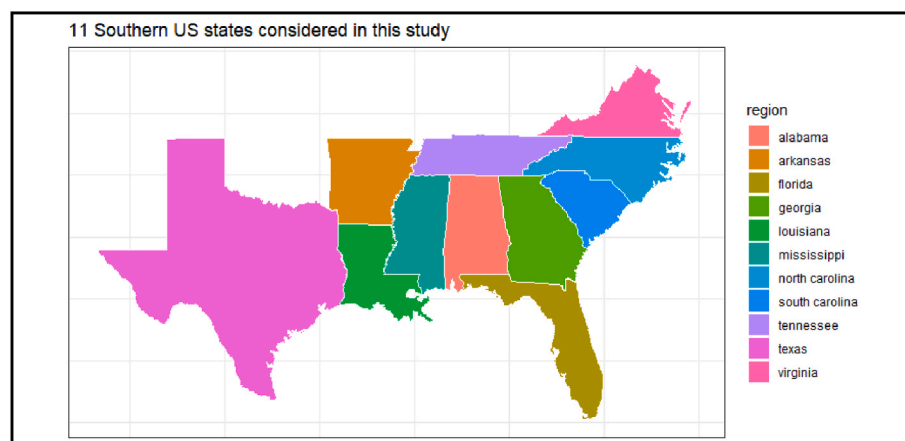 11 Southern US states considered in this study
region
alabama
arkansas
florida
georgia
louisiana
mississippi
north carolina
south carolina
tennessee
texas
virginia